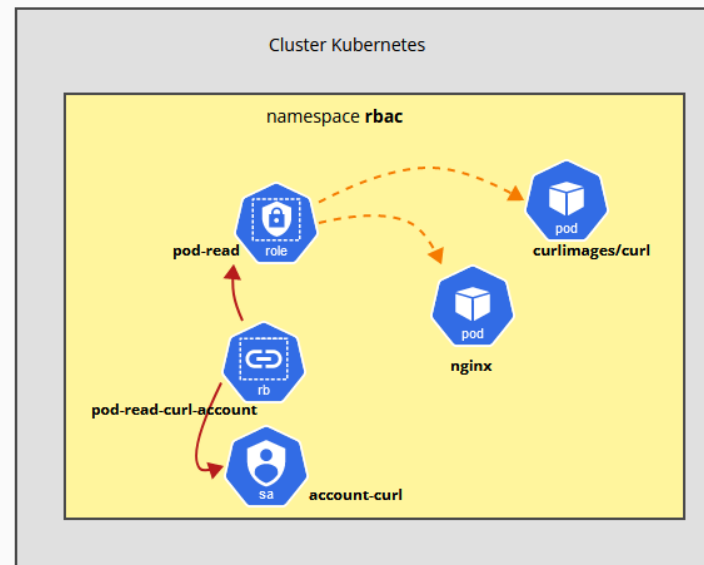 Cluster Kubernetes
namespace rbac
role
pod-read
pod
curlimages/curl
pod
nginx
rb
pod-read-curl-account
sa
account-curl